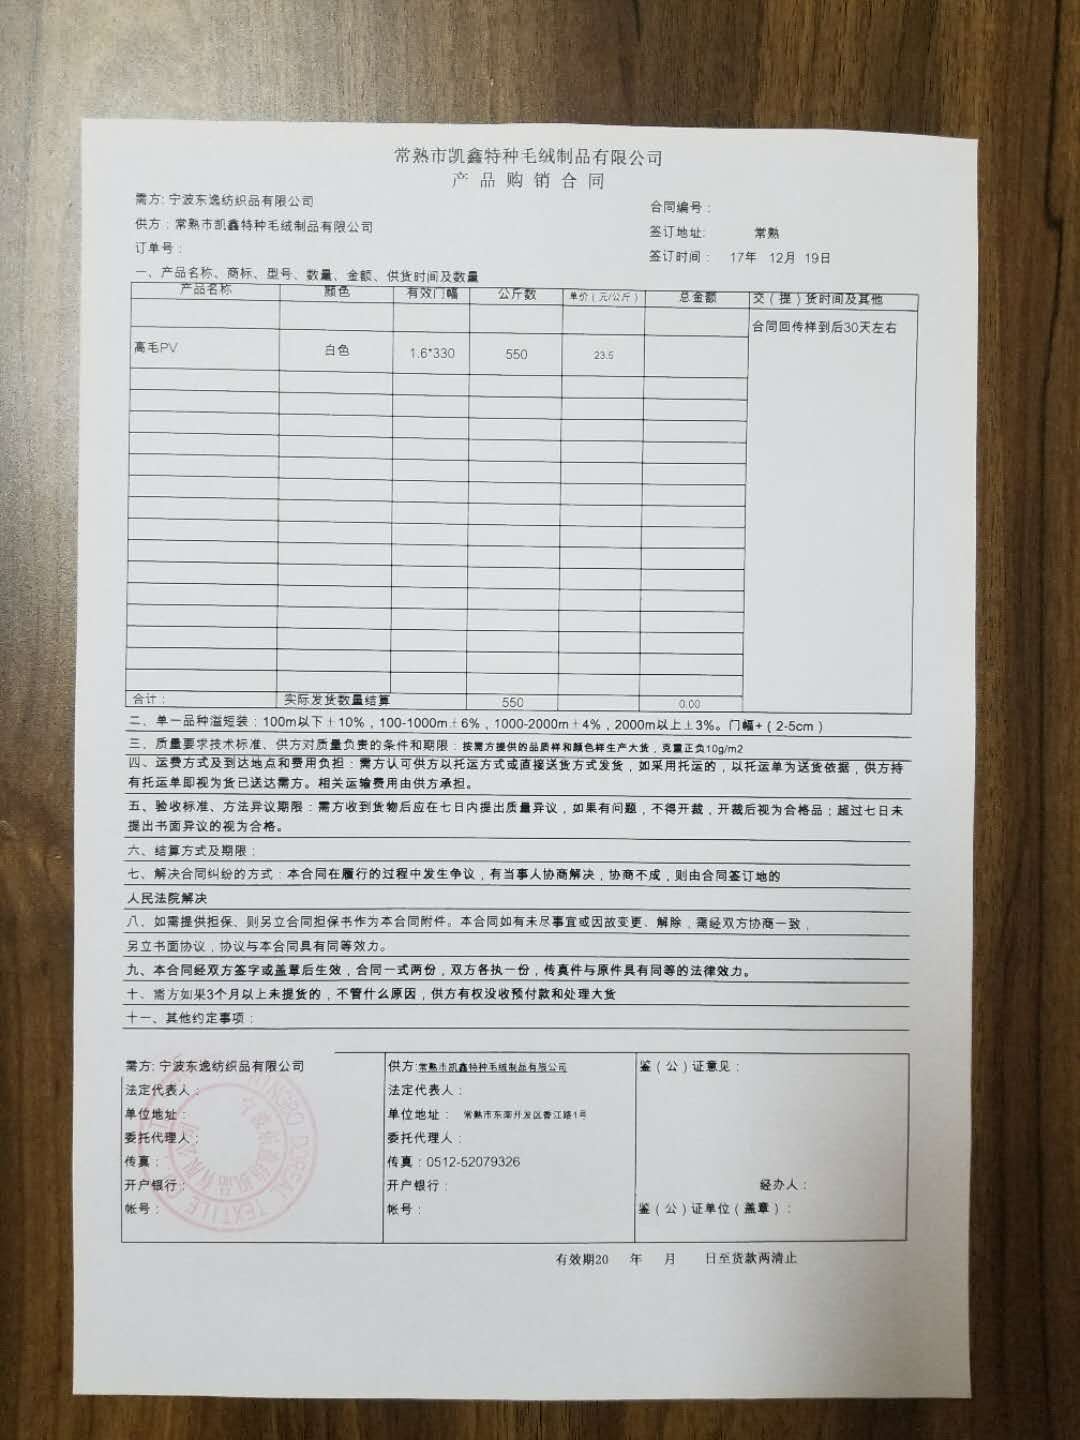 常熟市凯鑫特种毛绒制品有限公司
产 品 购 销 合 同
需方: 宁波东逸纺织品有限公司
合同编号：
供方：常熟市凯鑫特种毛绒制品有限公司
签订地址: 常熟
订单号：
签订时间： 17年 12月 19日
一、产品名称、商标、型号、数量、金额、供货时间及数量
产品名称 颜色 有效门幅 公斤数 单价（元/公斤） 总金额 交（提）货时间及其他
合同回传样到后30天左右
高毛PV 白色 1.6*330 550 23.5
合计： 实际发货数量结算 550 0.00
二、单一品种溢短装：100m以下±10%，100-1000m±6%，1000-2000m±4%，2000m以上±3%。门幅+（2-5cm）
三、质量要求技术标准、供方对质量负责的条件和期限：按需方提供的品质样和颜色样生产大货，克重正负10g/m2
四、运费方式及到达地点和费用负担：需方认可供方以托运方式或直接送货方式发货，如采用托运的，以托运单为送货依据，供方持
有托运单即视为货已送达需方。相关运输费用由供方承担。
五、验收标准、方法异议期限：需方收到货物后应在七日内提出质量异议，如果有问题，不得开裁，开裁后视为合格品；超过七日未
提出书面异议的视为合格。
六、结算方式及期限：
七、解决合同纠纷的方式：本合同在履行的过程中发生争议，有当事人协商解决，协商不成，则由合同签订地的
人民法院解决
八、如需提供担保、则另立合同担保书作为本合同附件。本合同如有未尽事宜或因故变更、解除，需经双方协商一致，
另立书面协议，协议与本合同具有同等效力。
九、本合同经双方签字或盖章后生效，合同一式两份，双方各执一份，传真件与原件具有同等的法律效力。
十、需方如果3个月以上未提货的，不管什么原因，供方有权没收预付款和处理大货
十一、其他约定事项：
需方: 宁波东逸纺织品有限公司
法定代表人：
单位地址：
委托代理人：
传真：
开户银行：
帐号：
供方:常熟市凯鑫特种毛绒制品有限公司
法定代表人：
单位地址： 常熟市东南开发区香江路1号
委托代理人：
传真：0512-52079326
开户银行：
帐号：
鉴（公）证意见：
经办人：
鉴（公）证单位（盖章）：
TEXTILE
有效期20 年 月 日至货款两清止